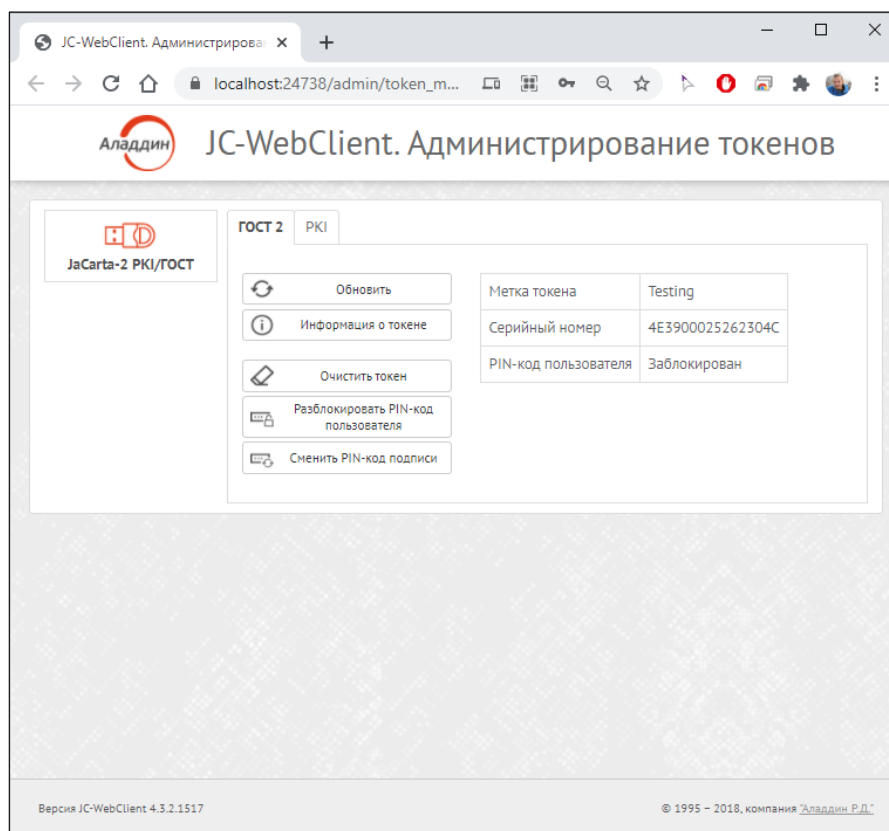 JC-WebClient. Администрирова
localhost:24738/admin/token_m...
Аладдин
JC-WebClient. Администрирование токенов
JaCarta-2 PKI/ГОСТ
ГОСТ 2
PKI
Обновить
Информация о токене
Очистить токен
Разблокировать PIN-код
пользователя
Сменить PIN-код подписи
Метка токена Testing
Серийный номер 4E3900025262304C
PIN-код пользователя Заблокирован
Версия JC-WebClient 4.3.2.1517
© 1995 – 2018, компания "Аладдин Р.Д."